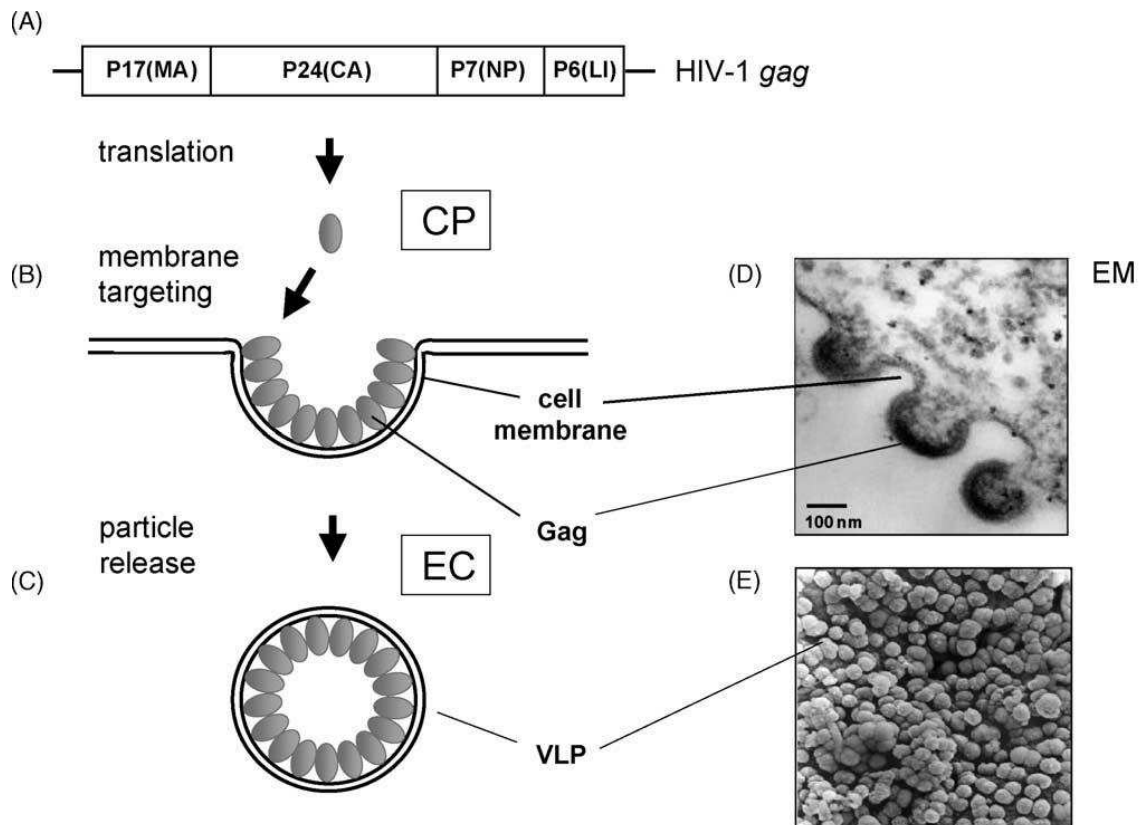 (A)
P17(MA) P24(CA) P7(NP) P6(LI) HIV-1 gag
translation
CP
(B)
membrane
targeting
cell
membrane
Gag
particle
release
EC
(C)
VLP
(D)
EM
100 nm
(E)